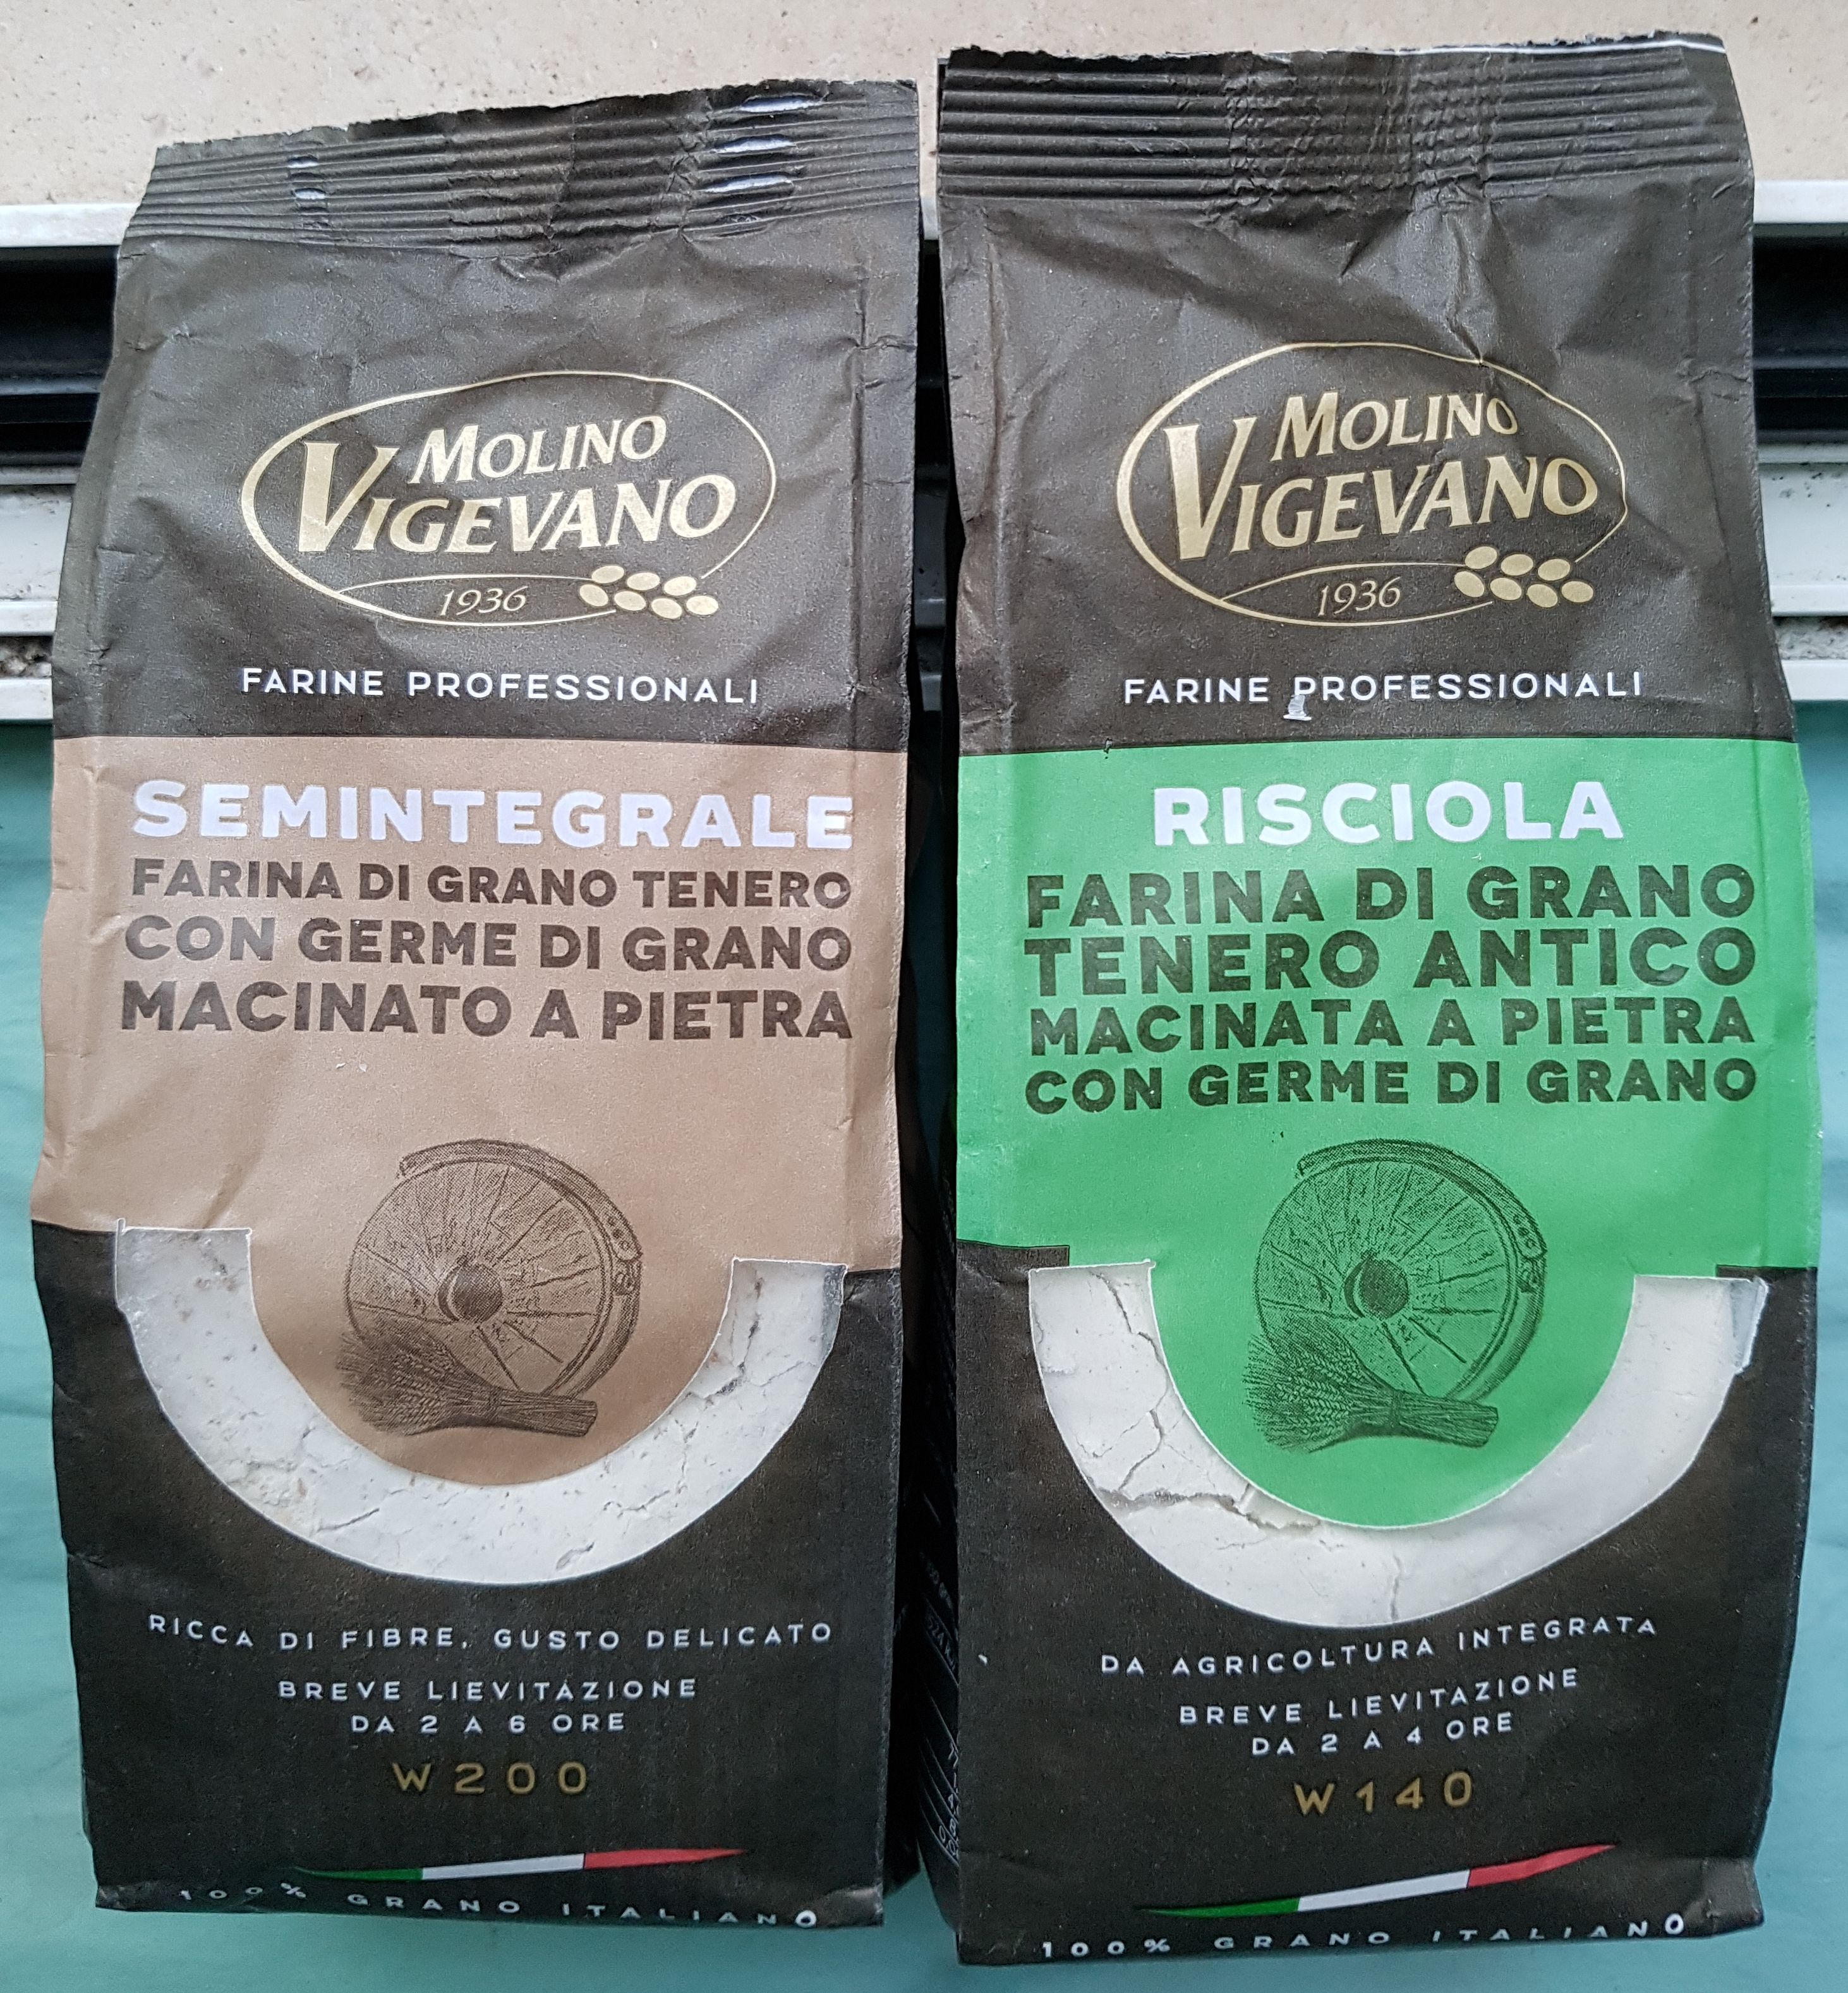 MOLINO
VIGEVANO
1936
FARINE PROFESSIONALI
SEMINTEGRALE
FARINA DI GRANO TENERO
CON GERME DI GRANO
MACINATO A PIETRA
RICCA DI FIBRE, GUSTO DELICATO
BREVE LIEVITAZIONE
DA 2 A 6 ORE
W200
100% GRANO ITALIANO
MOLINO
VIGEVANO
1936
FARINE PROFESSIONALI
RISCIOLA
FARINA DI GRANO
TENERO ANTICO
MACINATA A PIETRA
CON GERME DI GRANO
DA AGRICOLTURA INTEGRATA
BREVE LIEVITAZIONE
DA 2 A 4 ORE
W140
100% GRANO ITALIANO